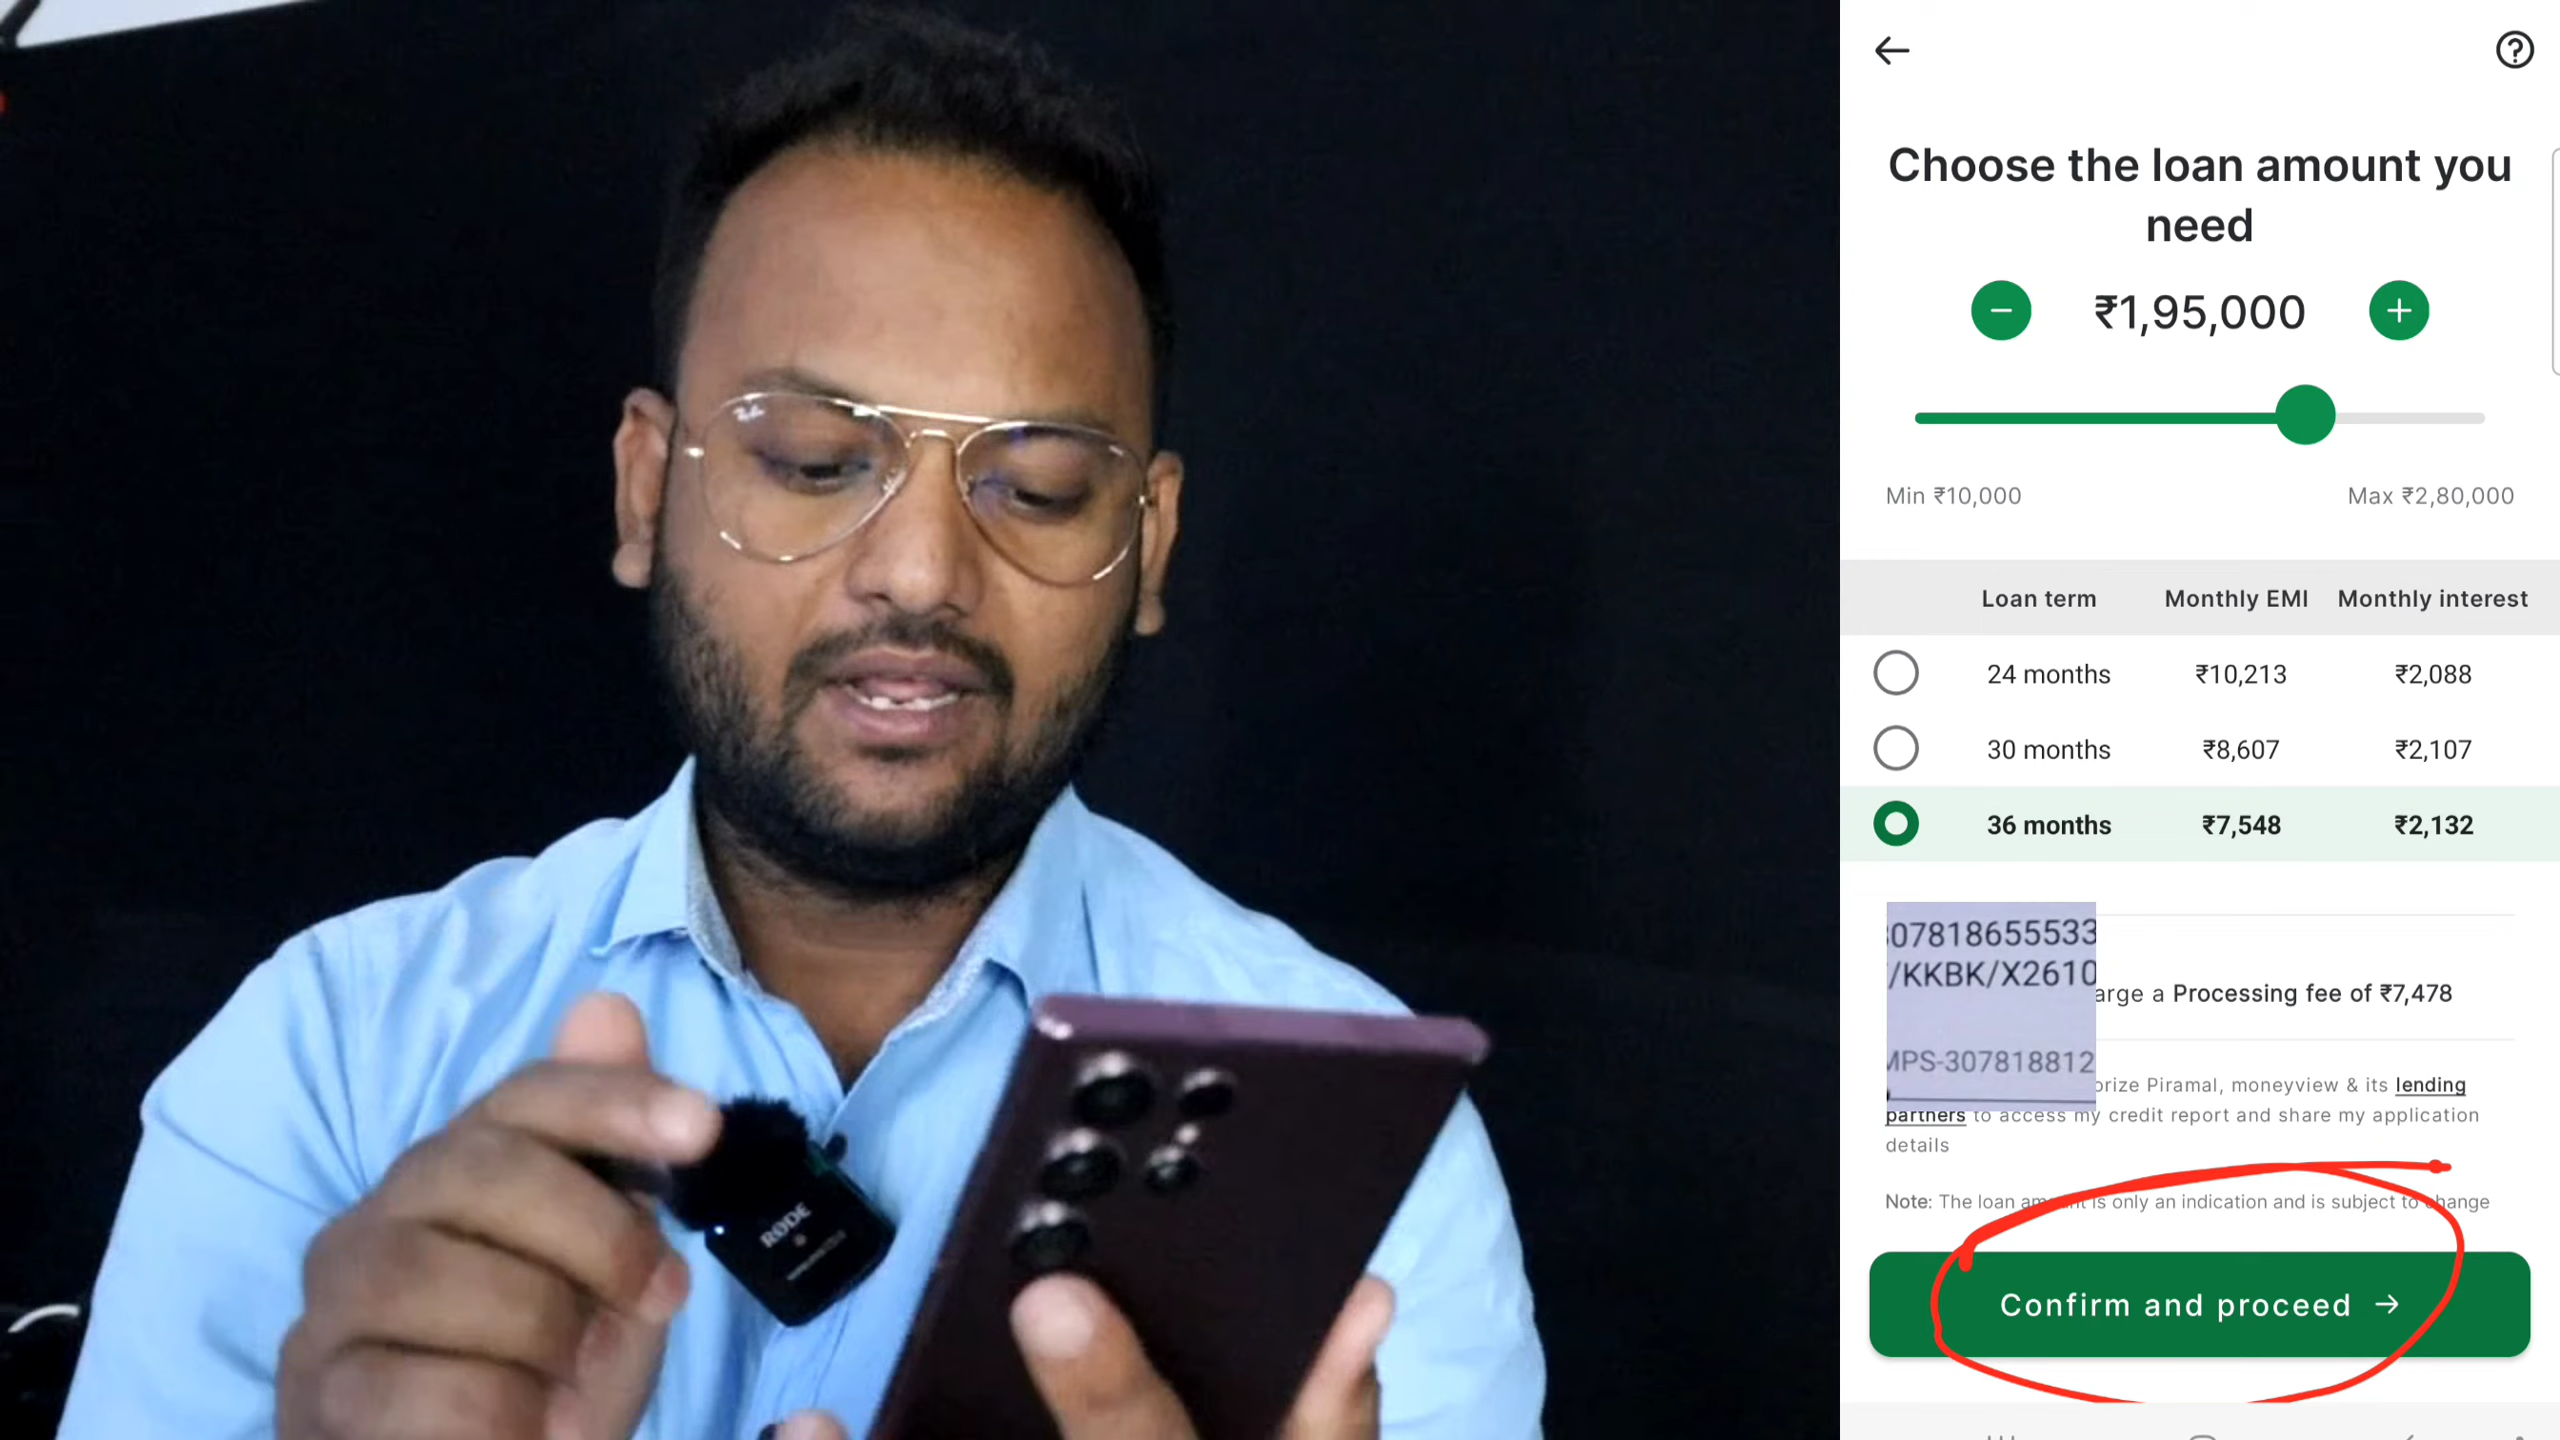 Choose the loan amount you
need
₹1,95,000
Min ₹10,000 Max ₹2,80,000
Loan term Monthly EMI Monthly interest
24 months ₹10,213 ₹2,088
30 months ₹8,607 ₹2,107
36 months ₹7,548 ₹2,132
07818655533
/KKBK/X2610
arge a Processing fee of ₹7,478
MPS-307818812
orize Piramal, moneyview & its lending
partners to access my credit report and share my application
details
Note: The loan amount is only an indication and is subject to change
Confirm and proceed
RØDE